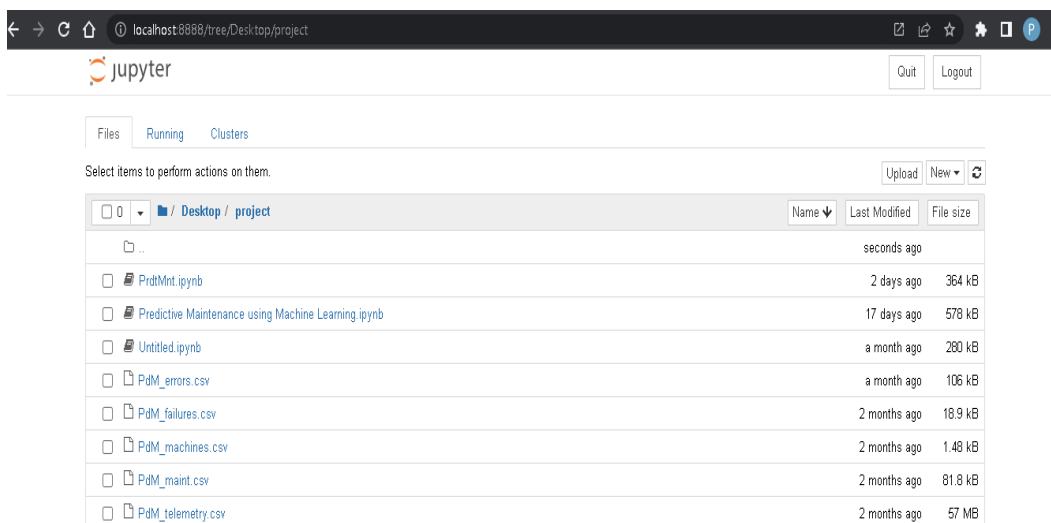 localhost:8888/tree/Desktop/project
P
jupyter
Quit Logout
Files Running Clusters
Select items to perform actions on them.
Upload New
0 / Desktop / project Name Last Modified File size
.. seconds ago
PrdtMnt.ipynb 2 days ago 364 kB
Predictive Maintenance using Machine Learning.ipynb 17 days ago 578 kB
Untitled.ipynb a month ago 280 kB
PdM_errors.csv a month ago 106 kB
PdM_failures.csv 2 months ago 18.9 kB
PdM_machines.csv 2 months ago 1.48 kB
PdM_maint.csv 2 months ago 81.8 kB
PdM_telemetry.csv 2 months ago 57 MB